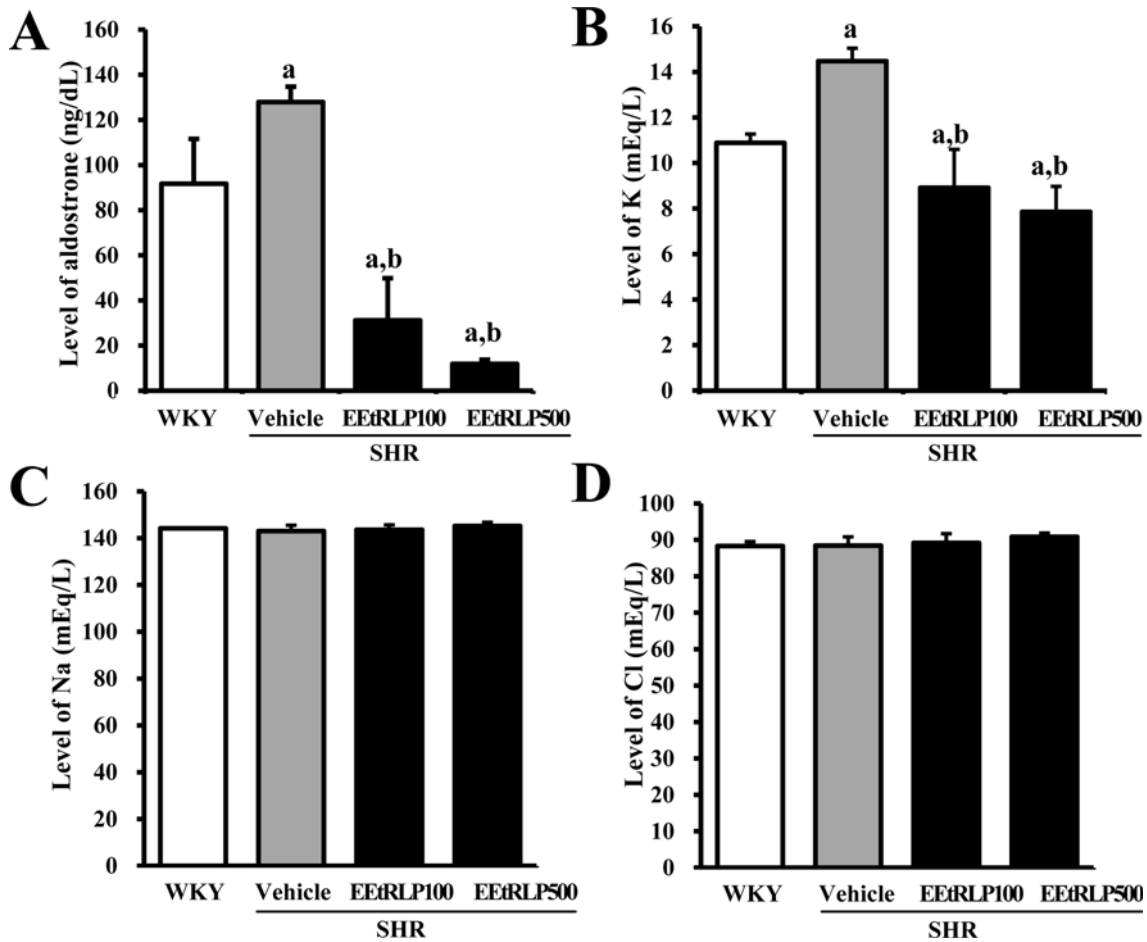 A
Level of aldostrone (ng/dL)
160
140
120
100
80
60
40
20
0
a
a,b
a,b
WKY Vehicle EEtRLP100 EEtRLP500
SHR
B
Level of K (mEq/L)
16
14
12
10
8
6
4
2
0
a
a,b
a,b
WKY Vehicle EEtRLP100 EEtRLP500
SHR
C
Level of Na (mEq/L)
160
140
120
100
80
60
40
20
0
WKY Vehicle EEtRLP100 EEtRLP500
SHR
D
Level of Cl (mEq/L)
100
90
80
70
60
50
40
30
20
10
0
WKY Vehicle EEtRLP100 EEtRLP500
SHR